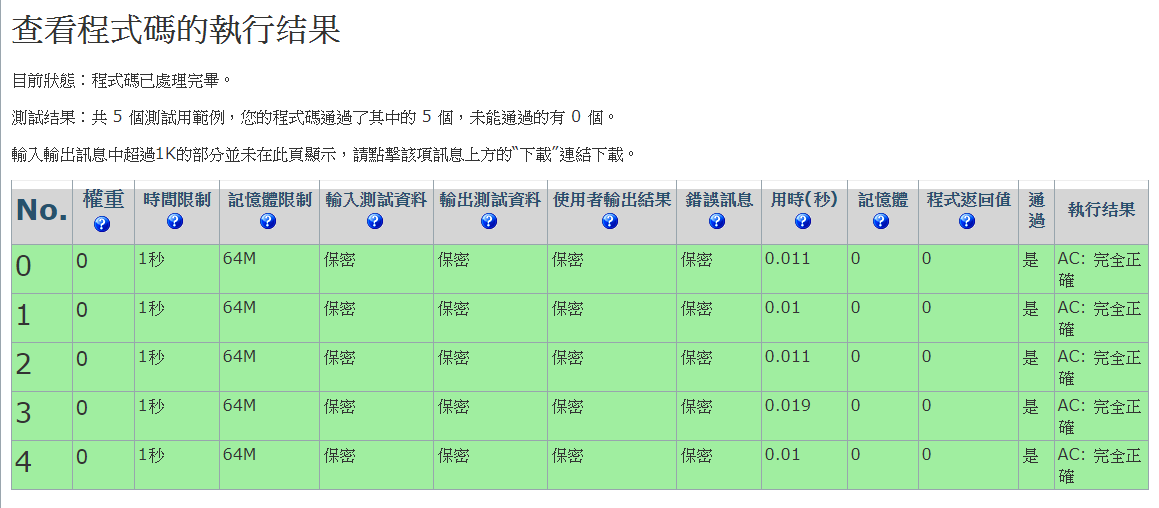 查看程式碼的執行结果
目前狀態：程式碼已處理完畢。
測試结果：共 5 個測試用範例，您的程式碼通過了其中的 5 個，未能通過的有 0 個。
輸入輸出訊息中超過1K的部分並未在此頁顯示，請點擊該項訊息上方的“下載”連結下載。
No. 權重 時間限制 記憶體限制 輸入測試資料 輸出測試資料 使用者輸出結果 錯誤訊息 用時(秒) 記憶體 程式返回值 通過 執行结果
0 0 1秒 64M 保密 保密 保密 保密 0.011 0 0 是 AC: 完全正確
1 0 1秒 64M 保密 保密 保密 保密 0.01 0 0 是 AC: 完全正確
2 0 1秒 64M 保密 保密 保密 保密 0.011 0 0 是 AC: 完全正確
3 0 1秒 64M 保密 保密 保密 保密 0.019 0 0 是 AC: 完全正確
4 0 1秒 64M 保密 保密 保密 保密 0.01 0 0 是 AC: 完全正確